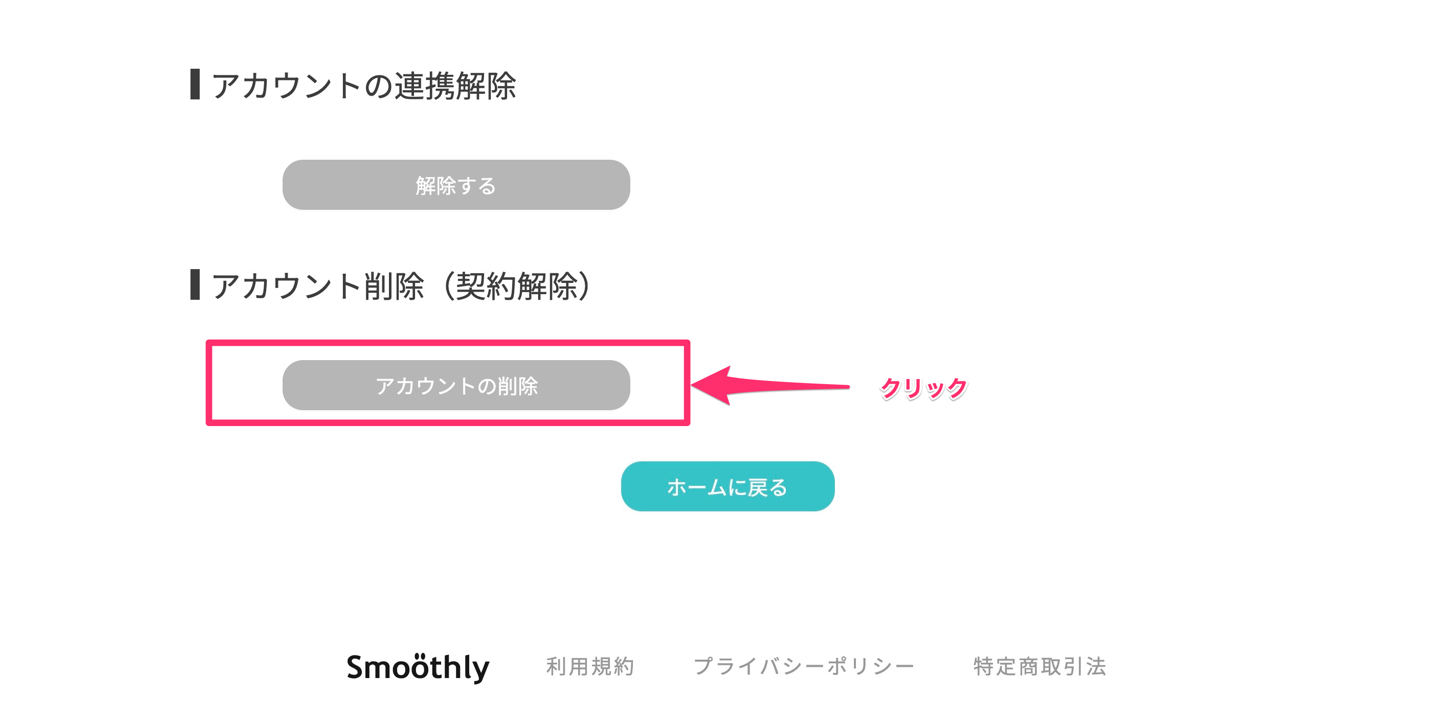 アカウントの連携解除
解除する
アカウント削除（契約解除）
アカウントの削除
クリック
ホームに戻る
Smoöthly 利用規約 プライバシーポリシー 特定商取引法